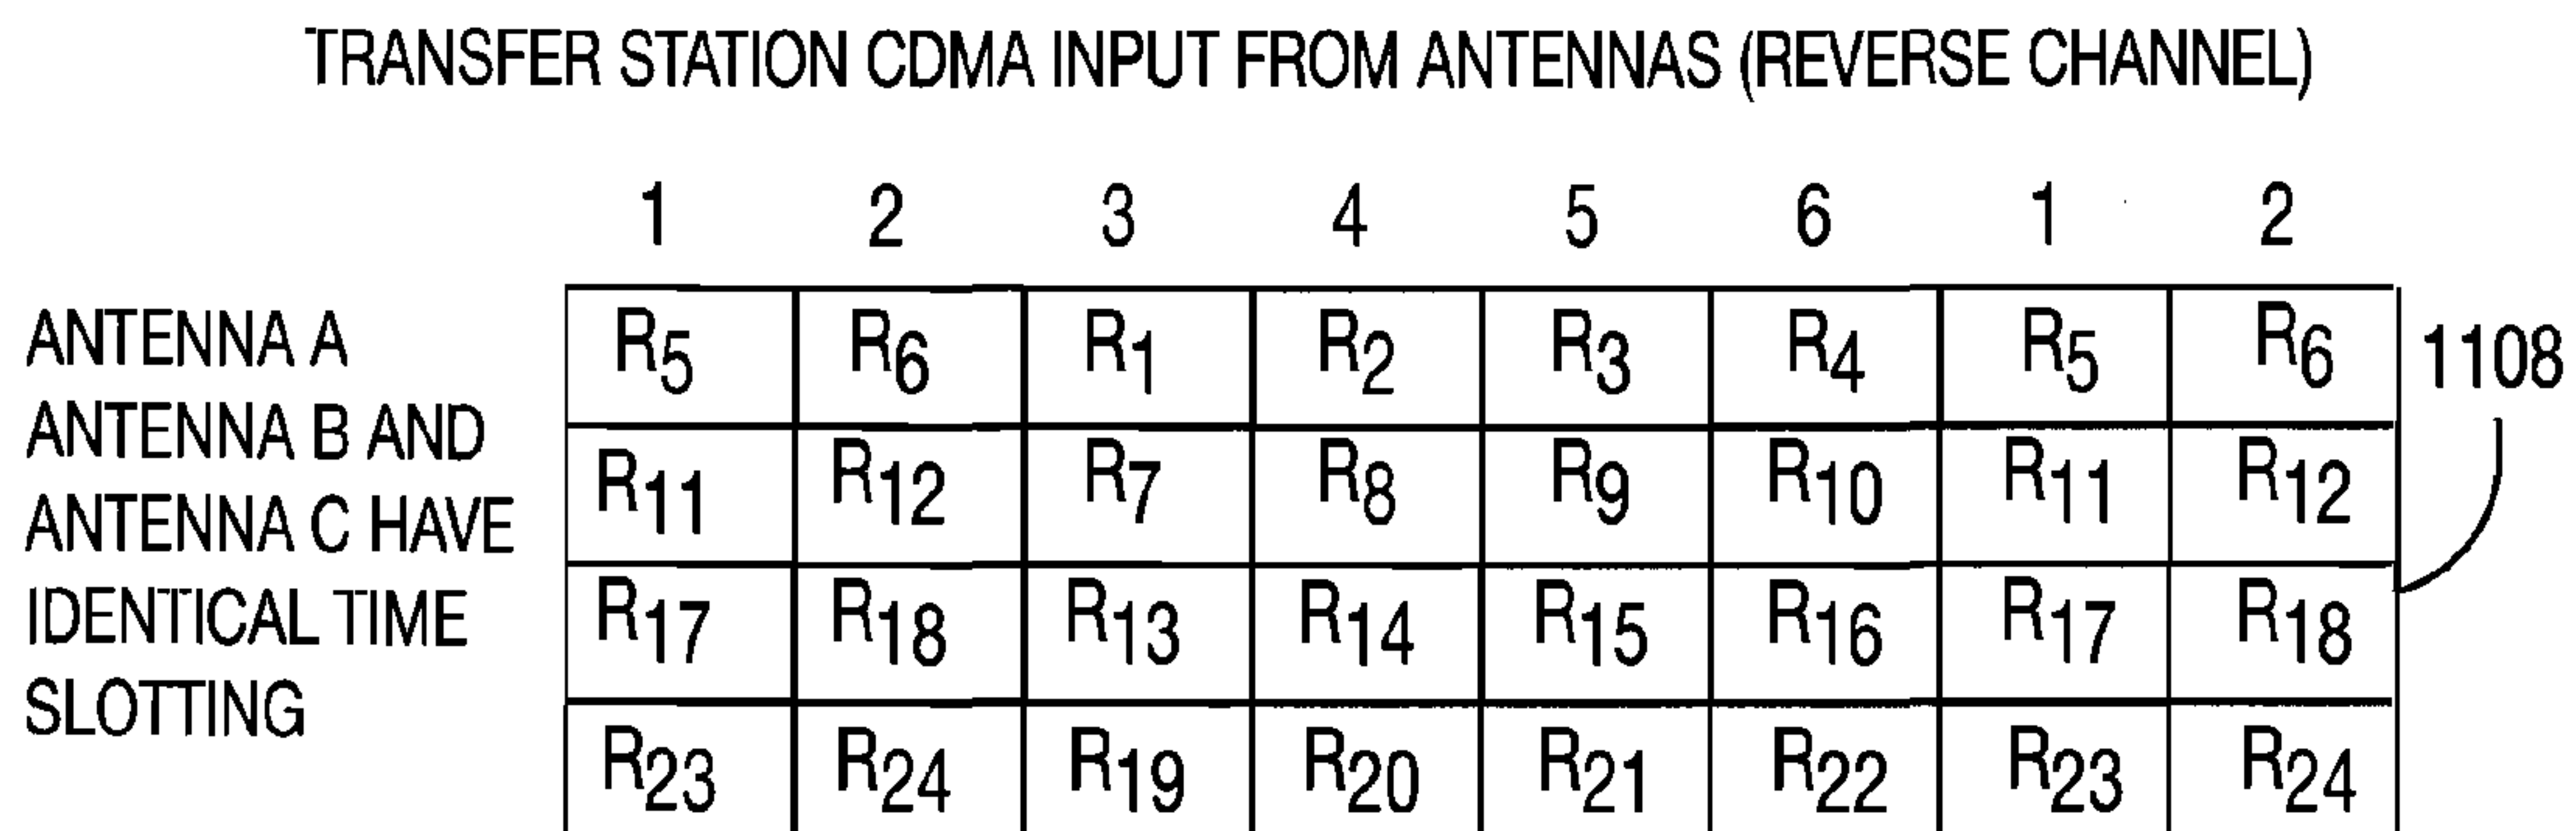 TRANSFER STATION CDMA INPUT FROM ANTENNAS (REVERSE CHANNEL)
1 2 3 4 5 6 1 2
ANTENNA A
ANTENNA B AND
ANTENNA C HAVE
IDENTICAL TIME
SLOTTING
R5 R6 R1 R2 R3 R4 R5 R6
R11 R12 R7 R8 R9 R10 R11 R12
R17 R18 R13 R14 R15 R16 R17 R18
R23 R24 R19 R20 R21 R22 R23 R24
1108